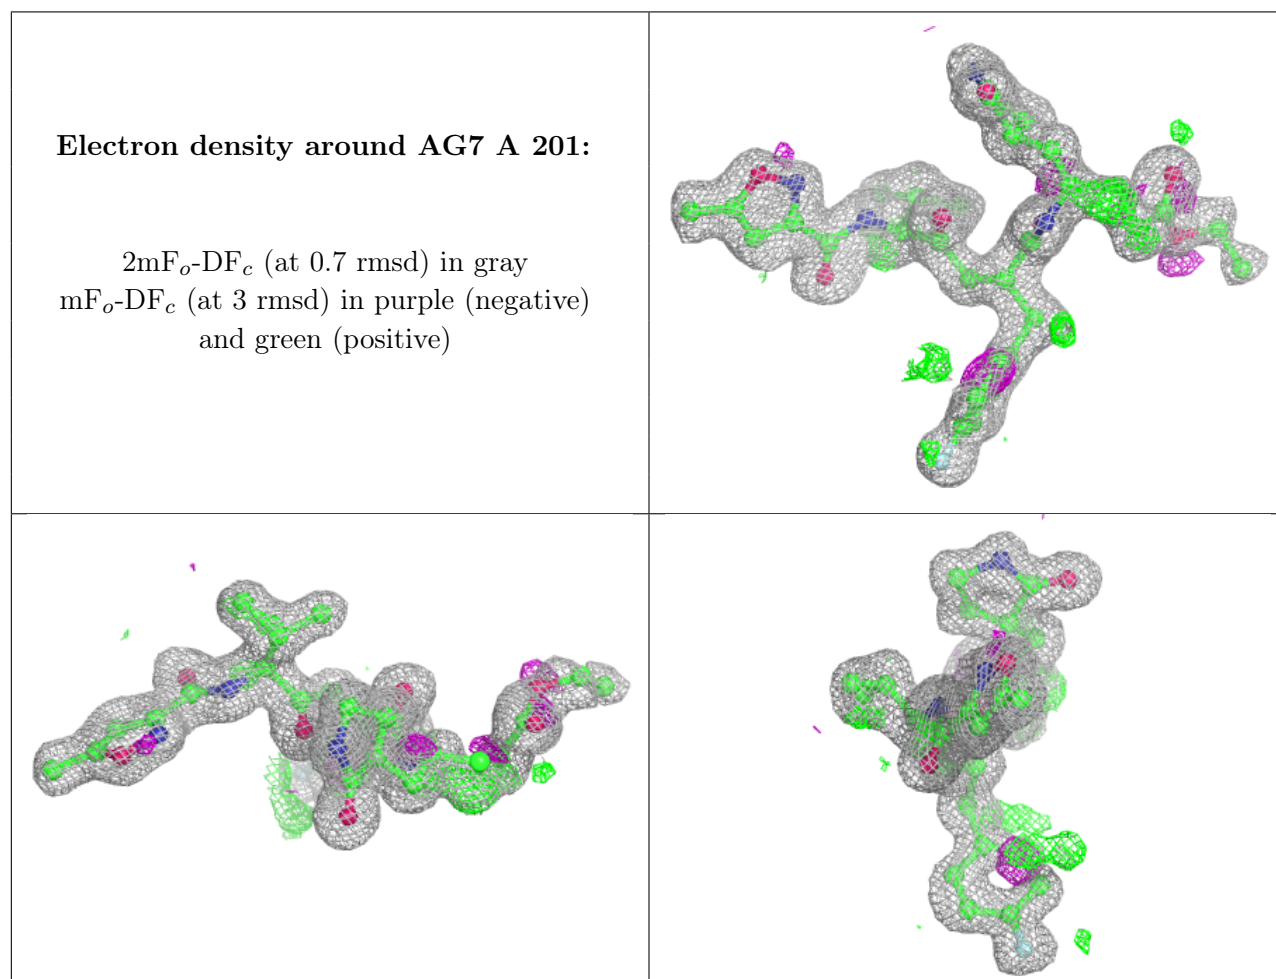 Electron density around AG7 A 201:
2mFo-DFc (at 0.7 rmsd) in gray
mFo-DFc (at 3 rmsd) in purple (negative)
and green (positive)